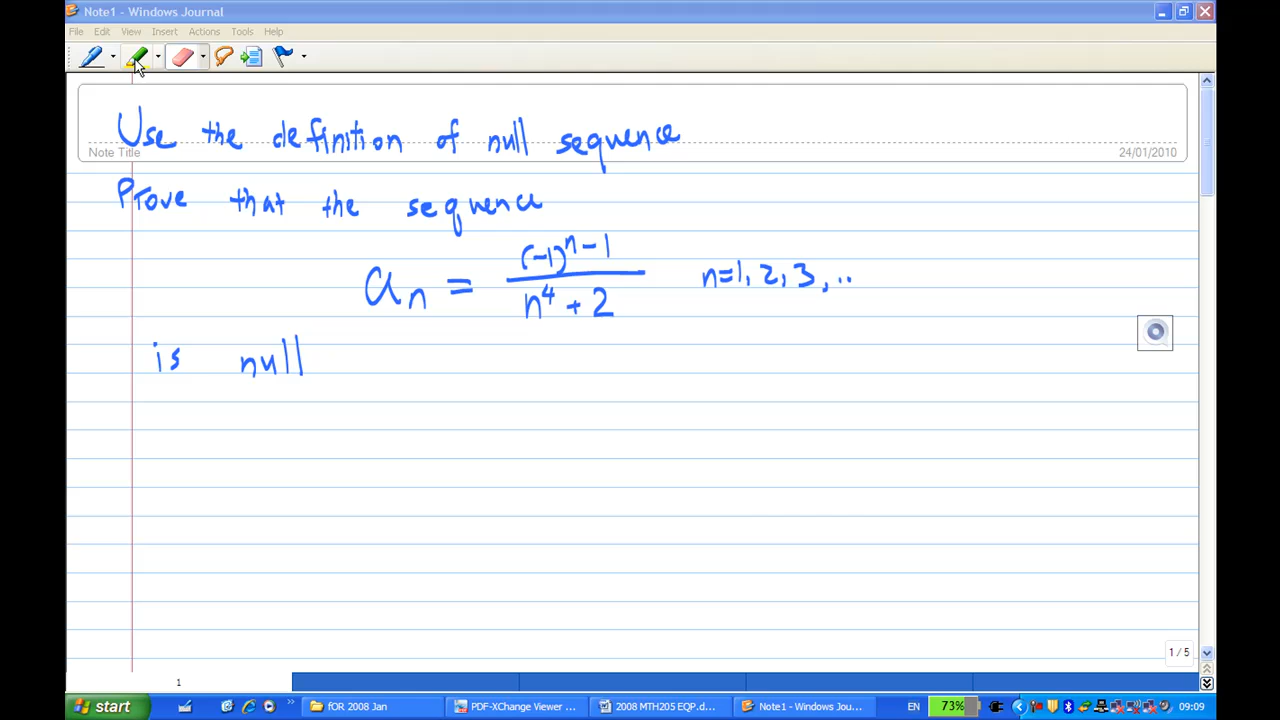 Note1 - Windows Journal
File Edit View Insert Actions Tools Help
Use the definition of null sequence
Note Title 24/01/2010
Prove that the sequence
aₙ = ((-1)ⁿ - 1)/(n⁴ + 2) n=1, 2, 3, ..
is null
1 / 5
1
start fOR 2008 Jan PDF-XChange Viewer ... 2008 MTH205 EQP.d... Note1 - Windows Jou... EN 73% 09:09